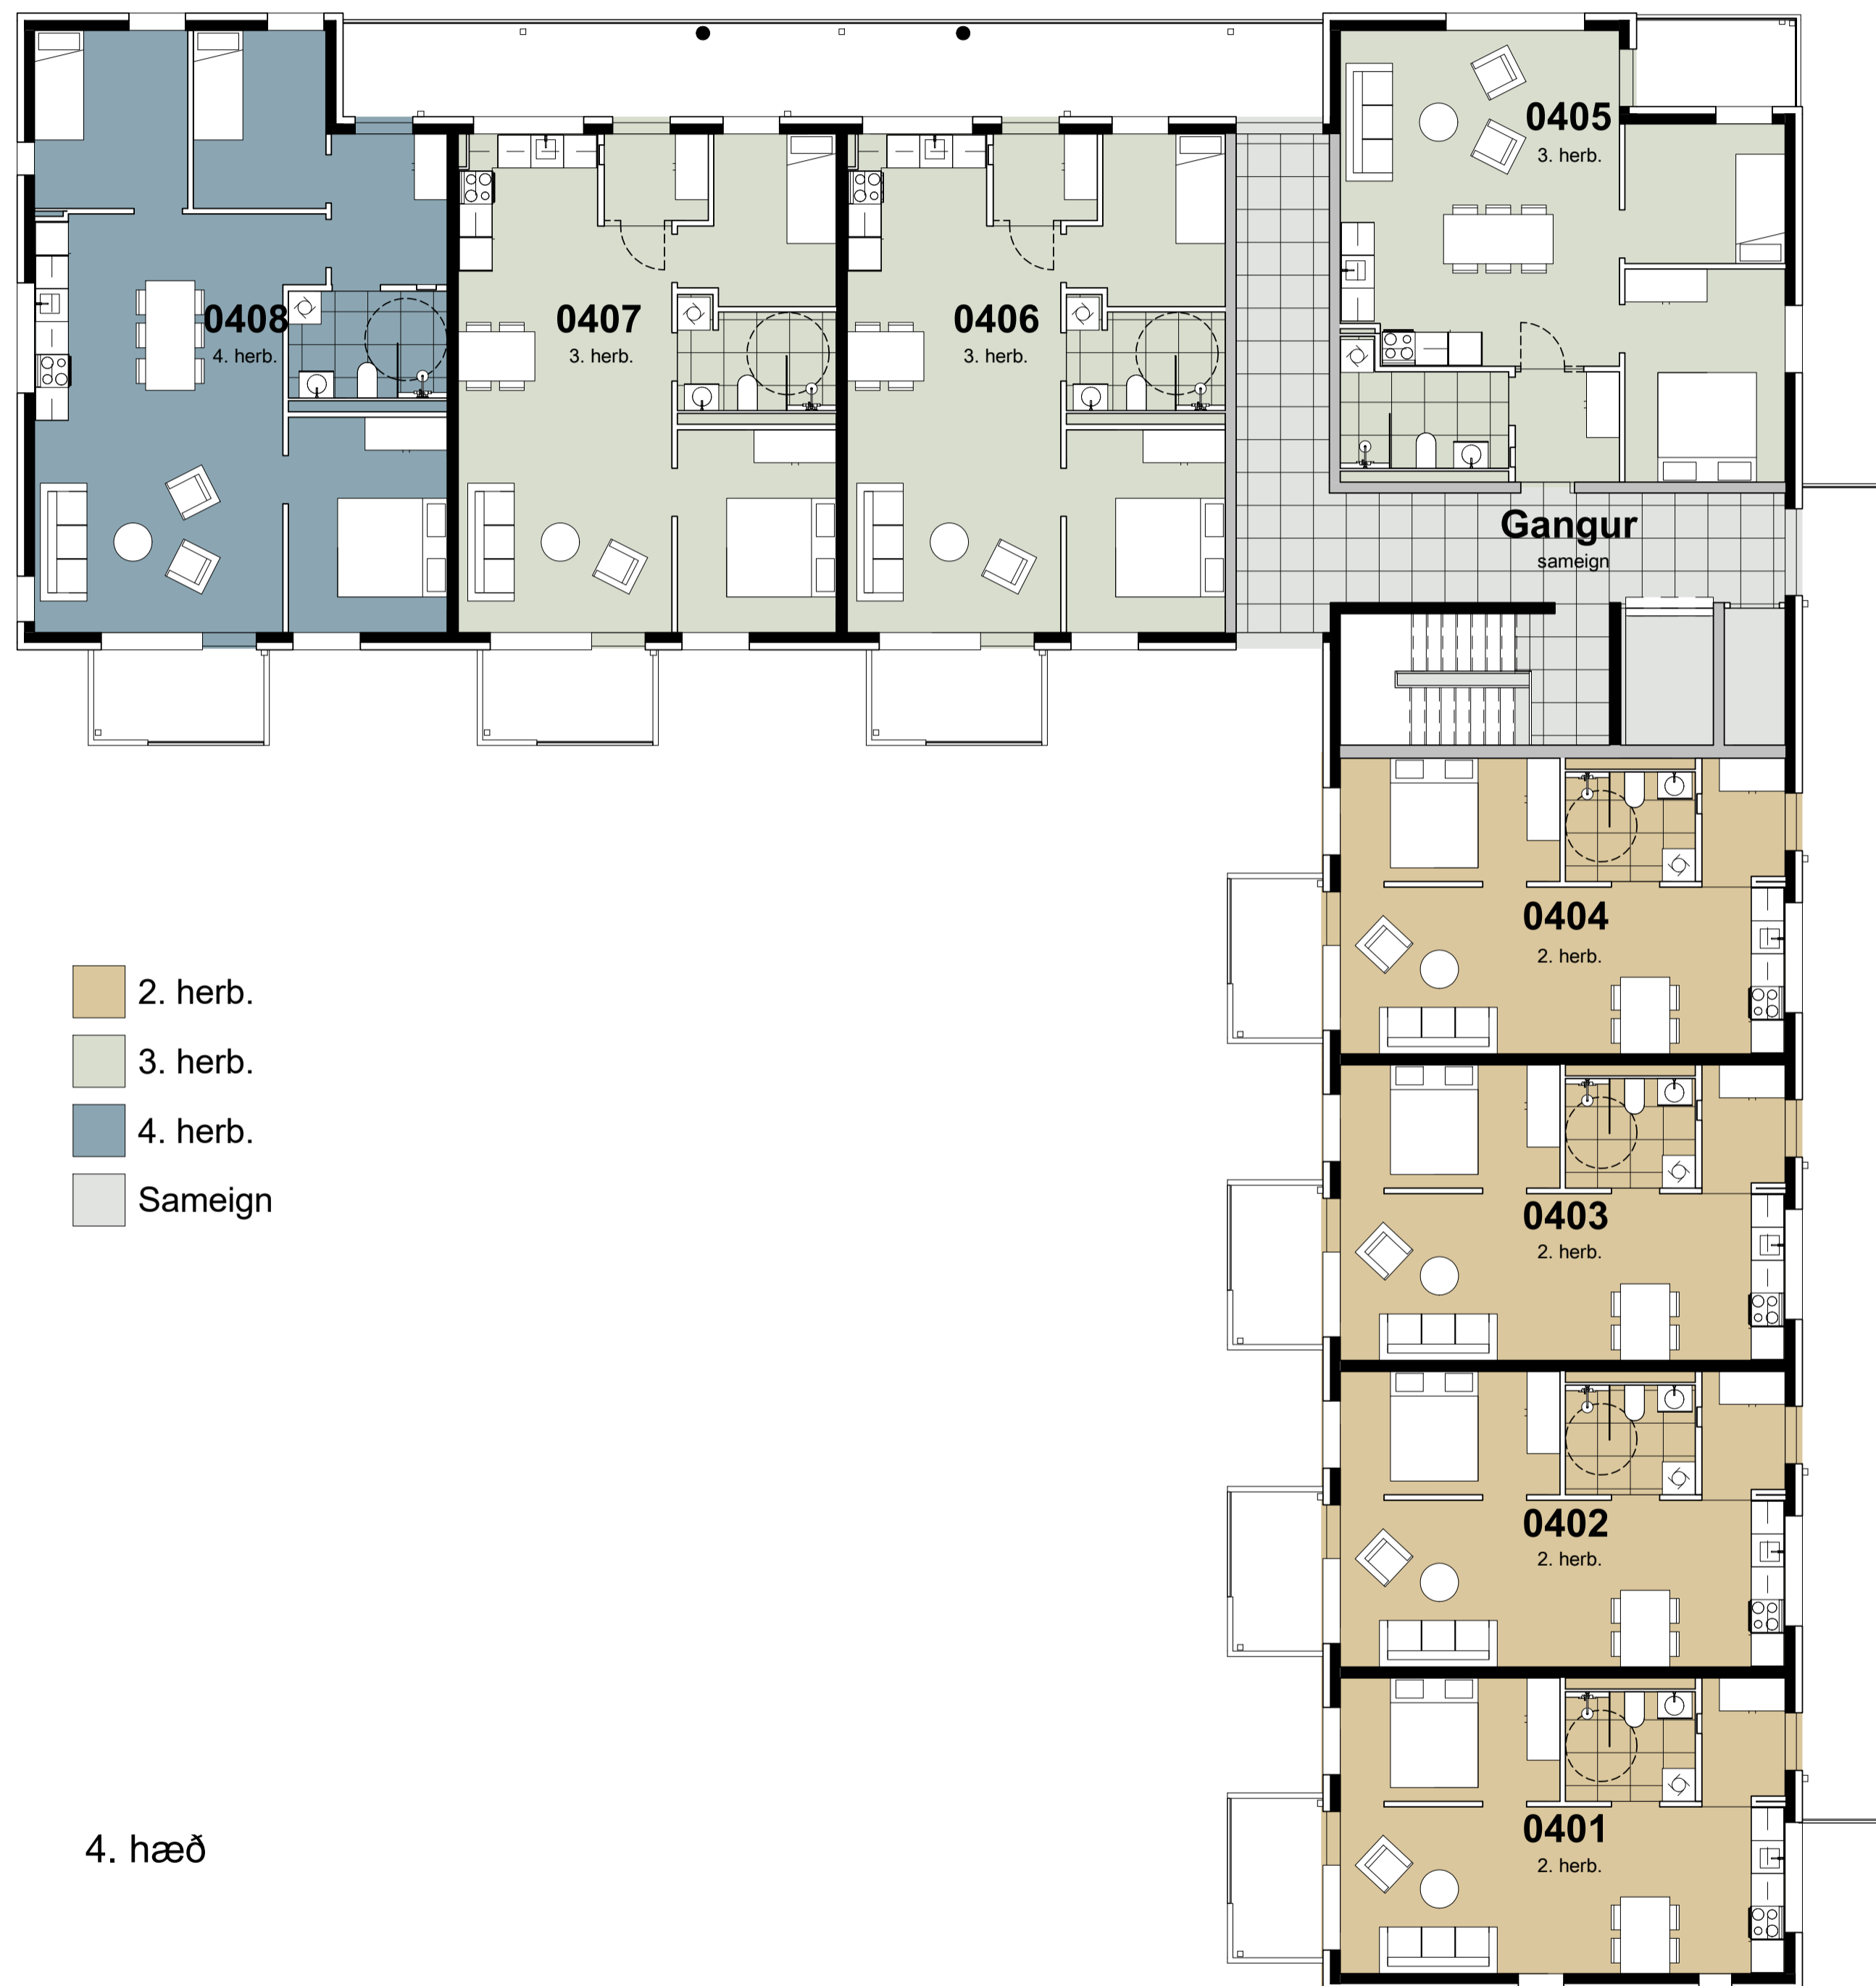 0405
3. herb.
0408
4. herb.
0407
3. herb.
0406
3. herb.
Gangur
sameign
0404
2. herb.
2. herb.
3. herb.
4. herb.
Sameign
0403
2. herb.
0402
2. herb.
0401
2. herb.
4. hæð